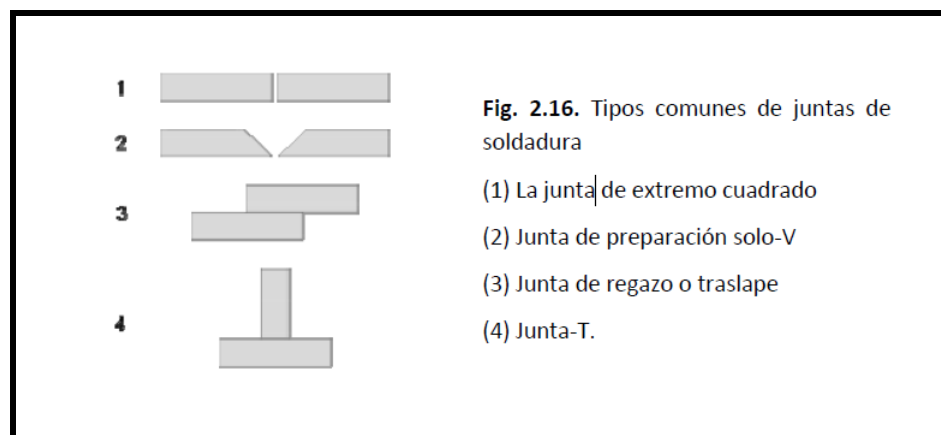 1
2
3
4
Fig. 2.16. Tipos comunes de juntas de
soldadura
(1) La junta de extremo cuadrado
(2) Junta de preparación solo-V
(3) Junta de regazo o traslape
(4) Junta-T.